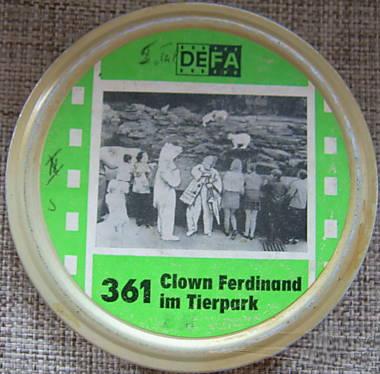 DEFA
361 Clown Ferdinand
im Tierpark